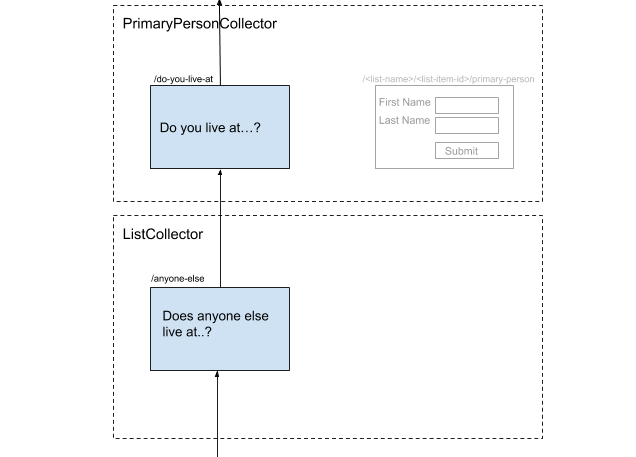 PrimaryPersonCollector
/do-you-live-at
/<list-name>/<list-item-id>/primary-person
Do you live at…?
First Name
Last Name
Submit
ListCollector
/anyone-else
Does anyone else
live at..?